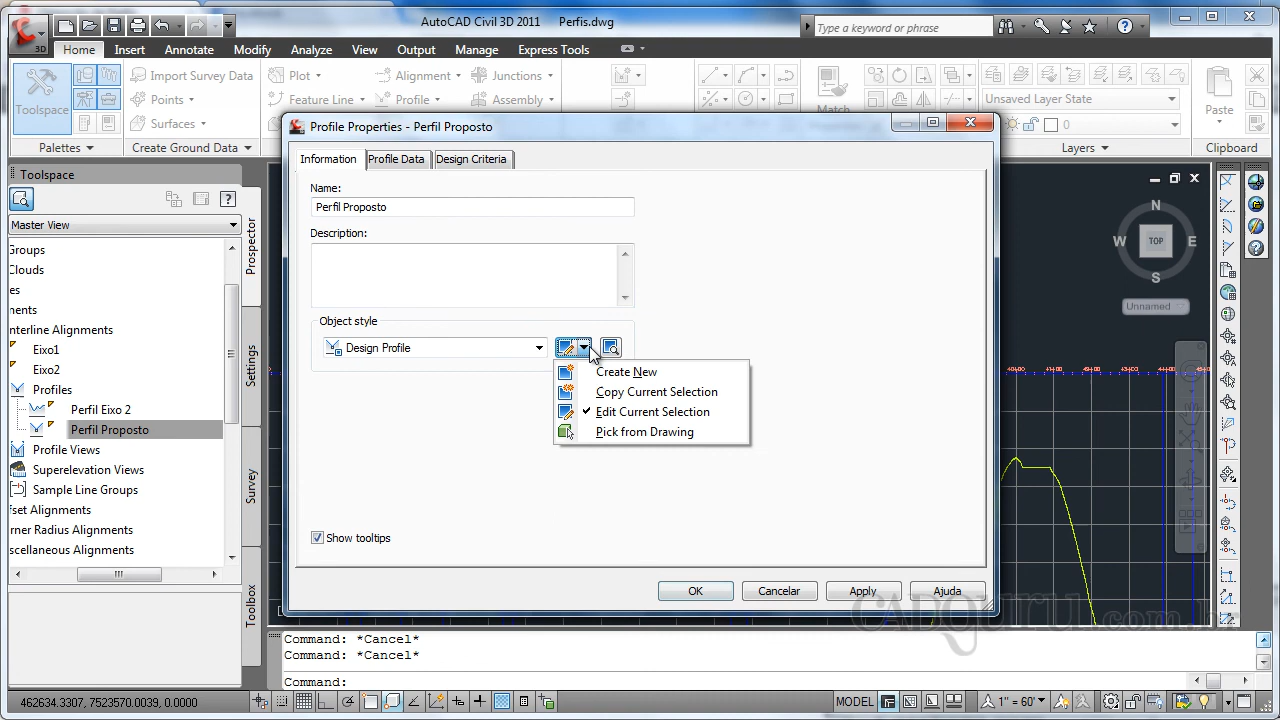 AutoCAD Civil 3D 2011 Perfis.dwg
Type a keyword or phrase
3D
Home Insert Annotate Modify Analyze View Output Manage Express Tools
Toolspace
Import Survey Data
Points
Surfaces
Plot Alignment Junctions
Feature Line Profile Assembly
Match
Unsaved Layer State
0
Paste
Palettes Create Ground Data Layers Clipboard
Toolspace
Master View
Groups
Clouds
es
nents
nterline Alignments
Eixo1
Eixo2
Profiles
Perfil Eixo 2
Perfil Proposto
Profile Views
Superelevation Views
Sample Line Groups
fset Alignments
rner Radius Alignments
scellaneous Alignments
Prospector
Settings
Survey
Toolbox
Profile Properties - Perfil Proposto
Information Profile Data Design Criteria
Name:
Perfil Proposto
Description:
Object style
Design Profile
Create New
Copy Current Selection
Edit Current Selection
Pick from Drawing
Show tooltips
OK Cancelar Apply Ajuda
N
W TOP E
S
Unnamed
CADguru.com.b
Command: *Cancel*
Command: *Cancel*
Command:
462634.3307, 7523570.0039, 0.0000
MODEL
1" = 60'